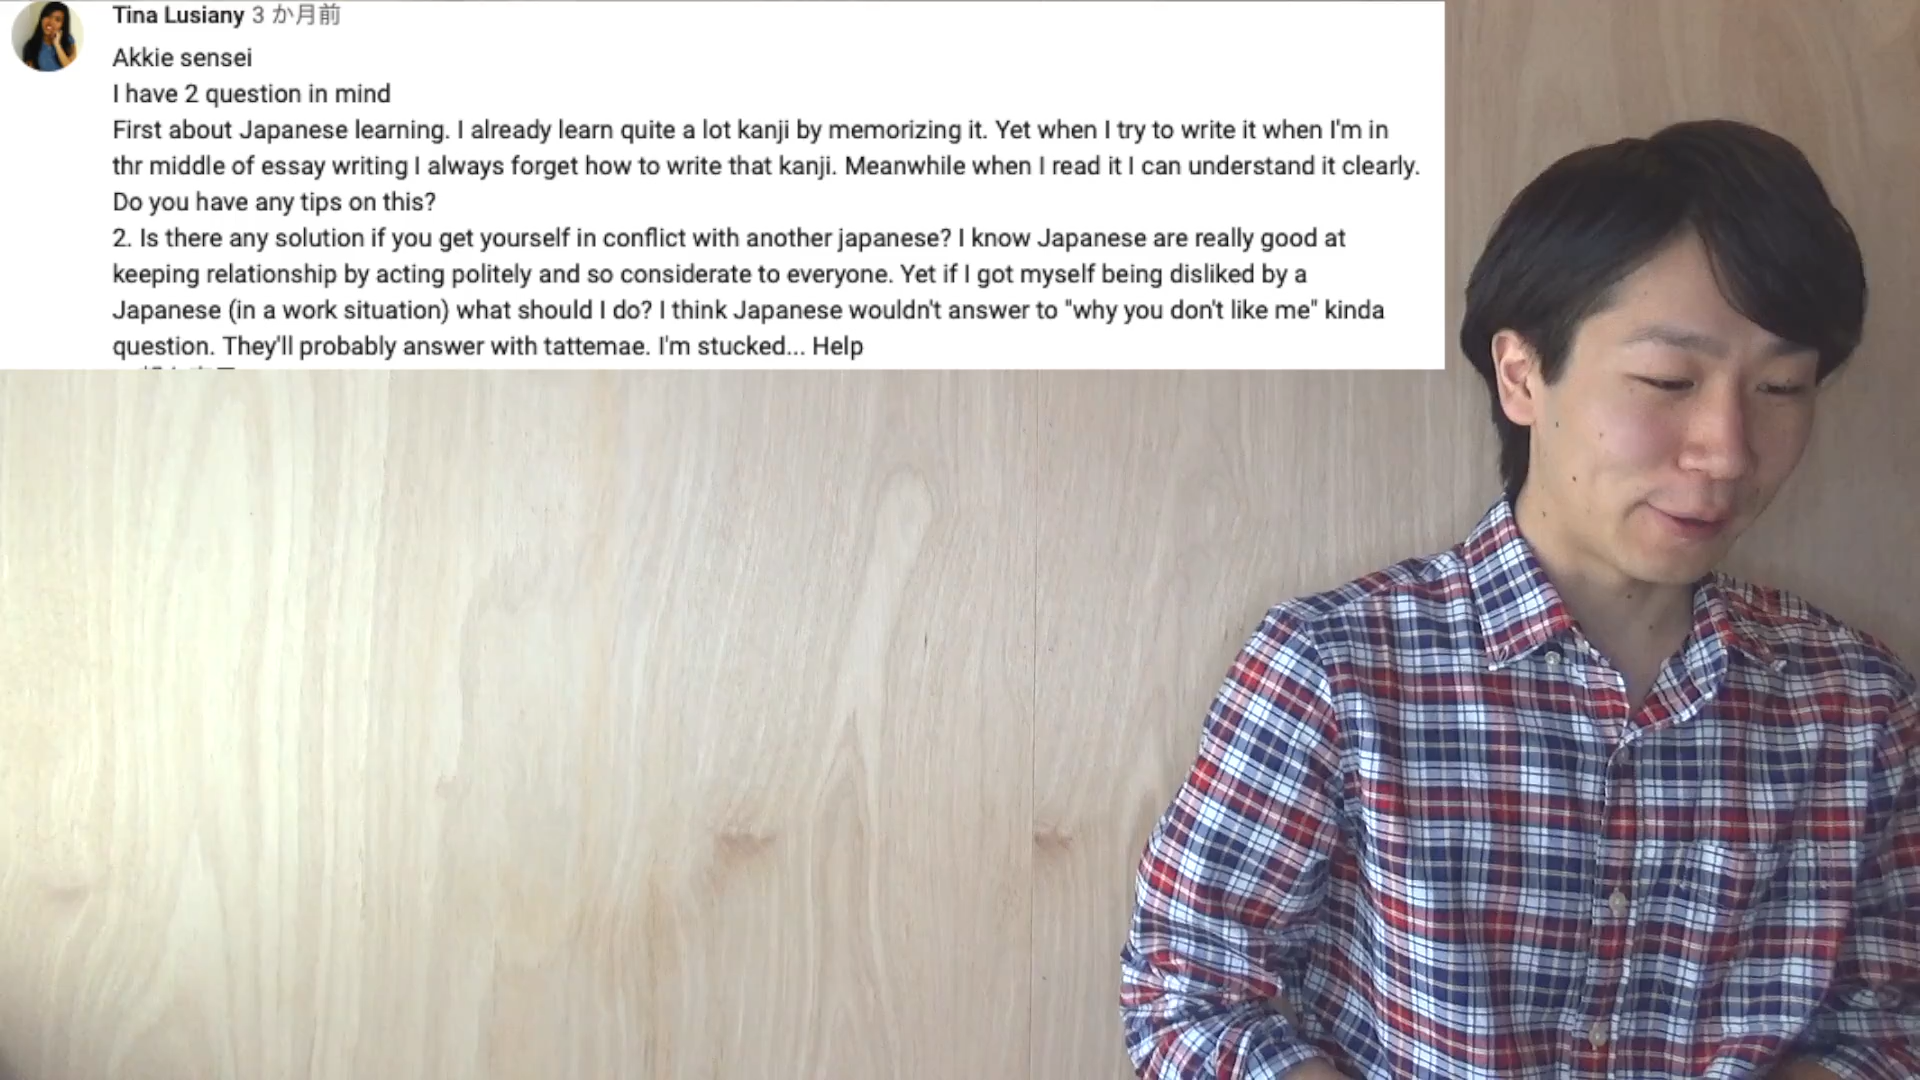 Tina Lusiany 3 か月前
Akkie sensei
I have 2 question in mind
First about Japanese learning. I already learn quite a lot kanji by memorizing it. Yet when I try to write it when I'm in
thr middle of essay writing I always forget how to write that kanji. Meanwhile when I read it I can understand it clearly.
Do you have any tips on this?
2. Is there any solution if you get yourself in conflict with another japanese? I know Japanese are really good at
keeping relationship by acting politely and so considerate to everyone. Yet if I got myself being disliked by a
Japanese (in a work situation) what should I do? I think Japanese wouldn't answer to "why you don't like me" kinda
question. They'll probably answer with tattemae. I'm stucked... Help